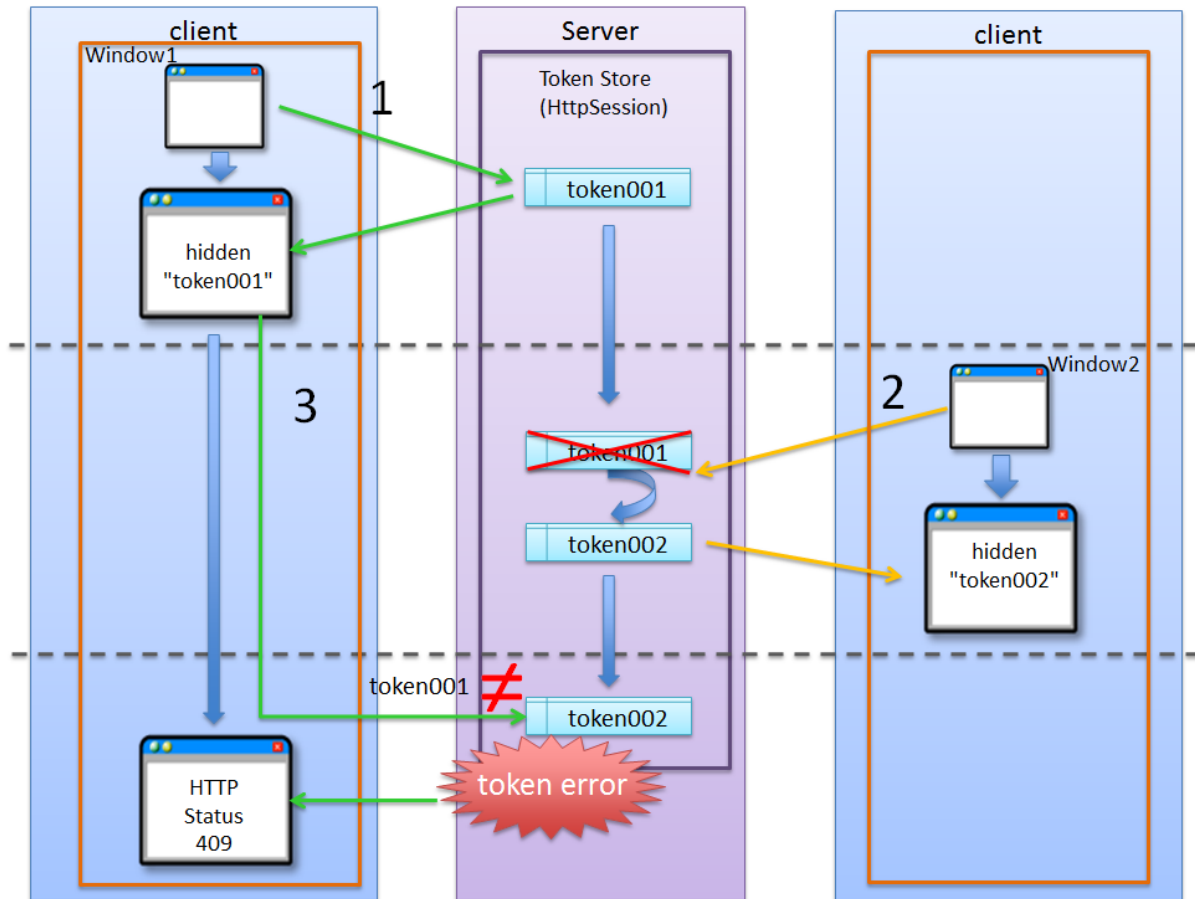 client
Server
client
Window1
1
Token Store
(HttpSession)
token001
hidden
"token001"
Window2
2
3
token001
token002
hidden
"token002"
token001
≠
token002
token error
HTTP
Status
409